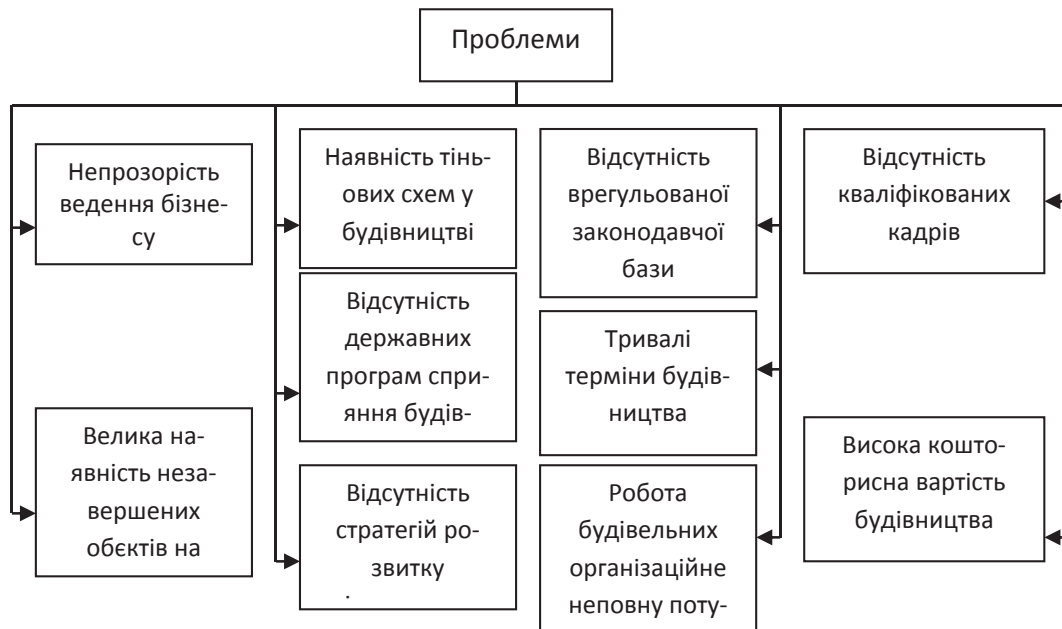 Проблеми
Непрозорість
ведення бізне-
су
Велика на-
явність неза-
вершених
обєктів на
Наявність тінь-
ових схем у
будівництві
Відсутність
державних
програм спри-
яння будів-
Відсутність
стратегій ро-
звитку
.
Відсутність
врегульованої
законодавчої
бази
Тривалі
терміни будів-
ництва
Робота
будівельних
організаційне
неповну поту-
Відсутність
кваліфікованих
кадрів
Висока кошто-
рисна вартість
будівництва